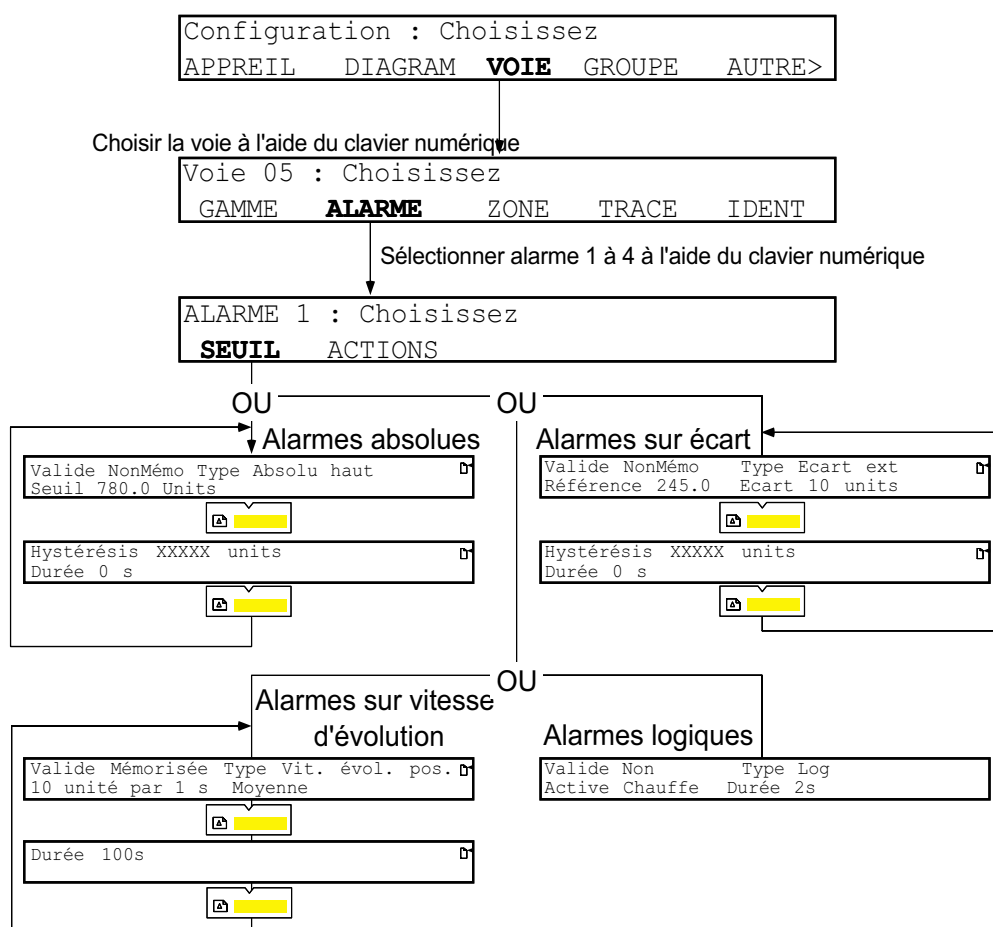 Configuration : Choisissez
APPREIL DIAGRAM VOIE GROUPE AUTRE>
Choisir la voie à l'aide du clavier numérique
Voie 05 : Choisissez
GAMME ALARME ZONE TRACE IDENT
Sélectionner alarme 1 à 4 à l'aide du clavier numérique
ALARME 1 : Choisissez
SEUIL ACTIONS
OU
OU
Alarmes absolues
Valide NonMémo Type Absolu haut
Seuil 780.0 Units
Hystérésis XXXXX units
Durée 0 s
Alarmes sur écart
Valide NonMémo Type Ecart ext
Référence 245.0 Ecart 10 units
Hystérésis XXXXX units
Durée 0 s
OU
Alarmes sur vitesse
d'évolution
Valide Mémorisée Type Vit. évol. pos.
10 unité par 1 s Moyenne
Durée 100s
Alarmes logiques
Valide Non Type Log
Active Chauffe Durée 2s